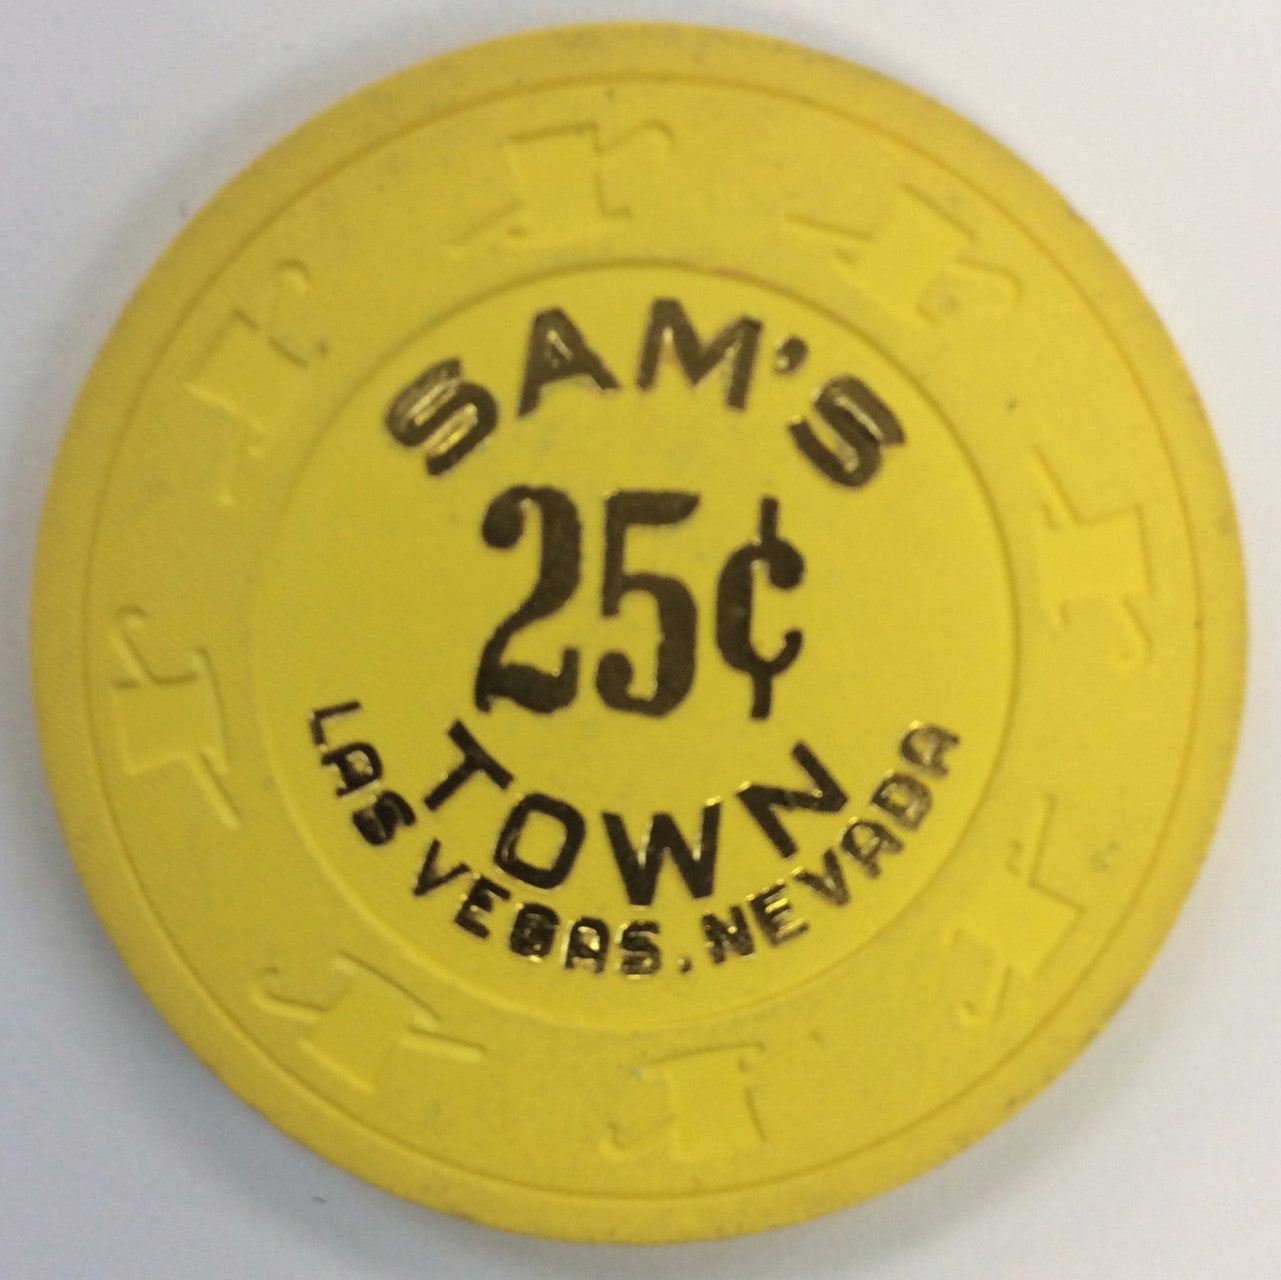 SAM'S
25¢
TOWN
LAS VEGAS, NEVADA